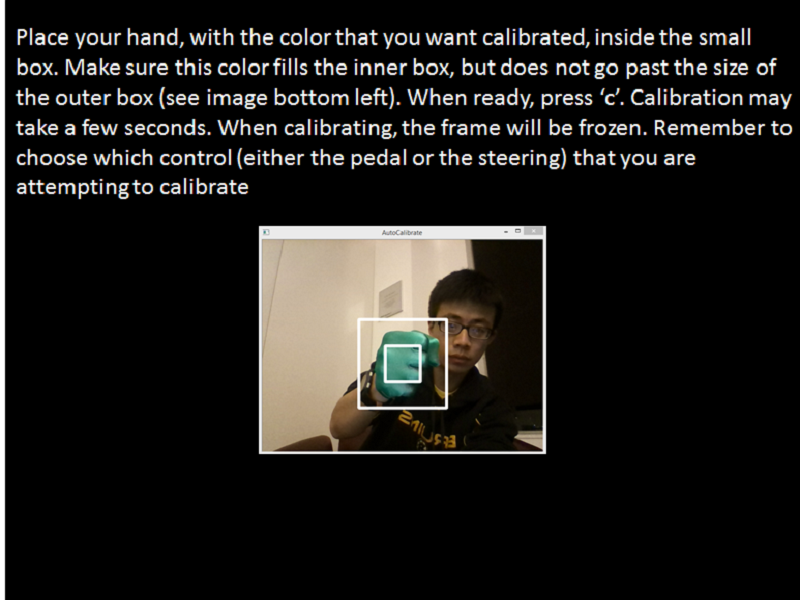 Place your hand, with the color that you want calibrated, inside the small
box. Make sure this color fills the inner box, but does not go past the size of
the outer box (see image bottom left). When ready, press ‘c’. Calibration may
take a few seconds. When calibrating, the frame will be frozen. Remember to
choose which control (either the pedal or the steering) that you are
attempting to calibrate
AutoCalibrate